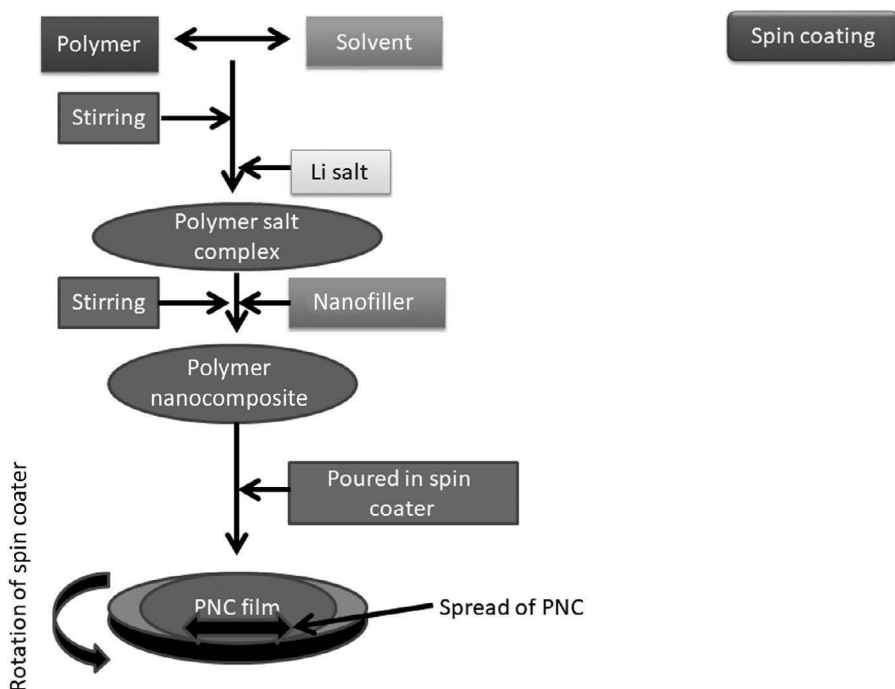 Polymer
Solvent
Spin coating
Stirring
Li salt
Polymer salt
complex
Stirring
Nanofiller
Polymer
nanocomposite
Poured in spin
coater
Rotation of spin coater
PNC film
Spread of PNC